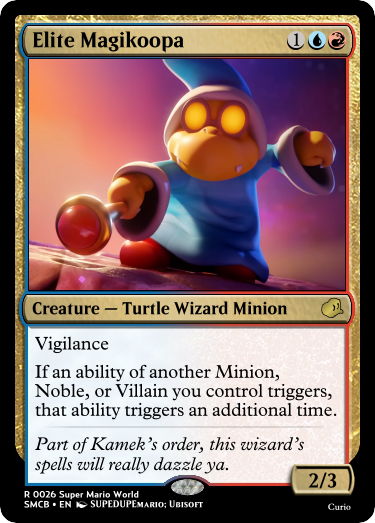 Elite Magikoopa 1
Creature — Turtle Wizard Minion
Vigilance
If an ability of another Minion,
Noble, or Villain you control triggers,
that ability triggers an additional time.
Part of Kamek's order, this wizard's
spells will really dazzle ya.
2/3
R 0026 Super Mario World
SMCB • EN SUPEDUPEMARIO; UBISOFT
Curio